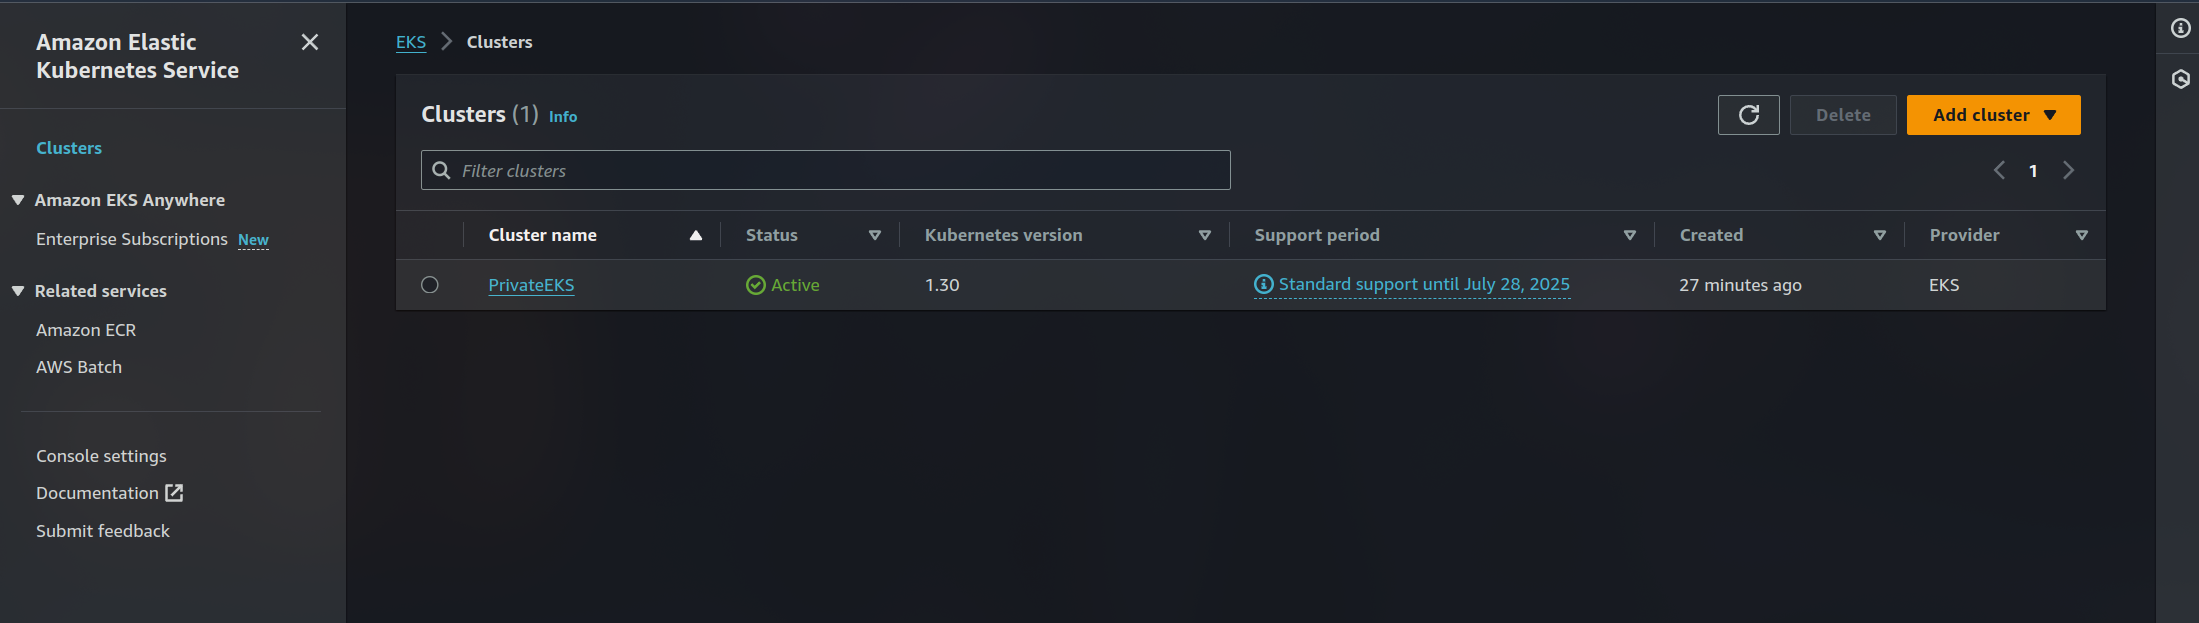 Amazon Elastic
Kubernetes Service
Clusters
Amazon EKS Anywhere
Enterprise Subscriptions New
Related services
Amazon ECR
AWS Batch
Console settings
Documentation
Submit feedback
EKS Clusters
Clusters (1) Info
Delete Add cluster
Filter clusters
1
Cluster name Status Kubernetes version Support period Created Provider
PrivateEKS Active 1.30 Standard support until July 28, 2025 27 minutes ago EKS